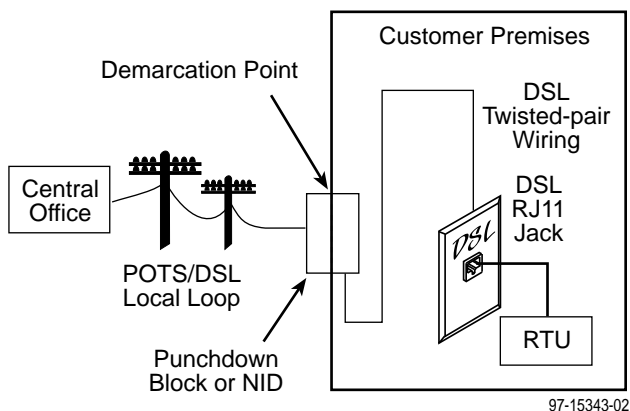 Customer Premises
Demarcation Point
DSL
Twisted-pair
Wiring
Central
Office
DSL
RJ11
Jack
DSL
POTS/DSL
Local Loop
RTU
Punchdown
Block or NID
97-15343-02